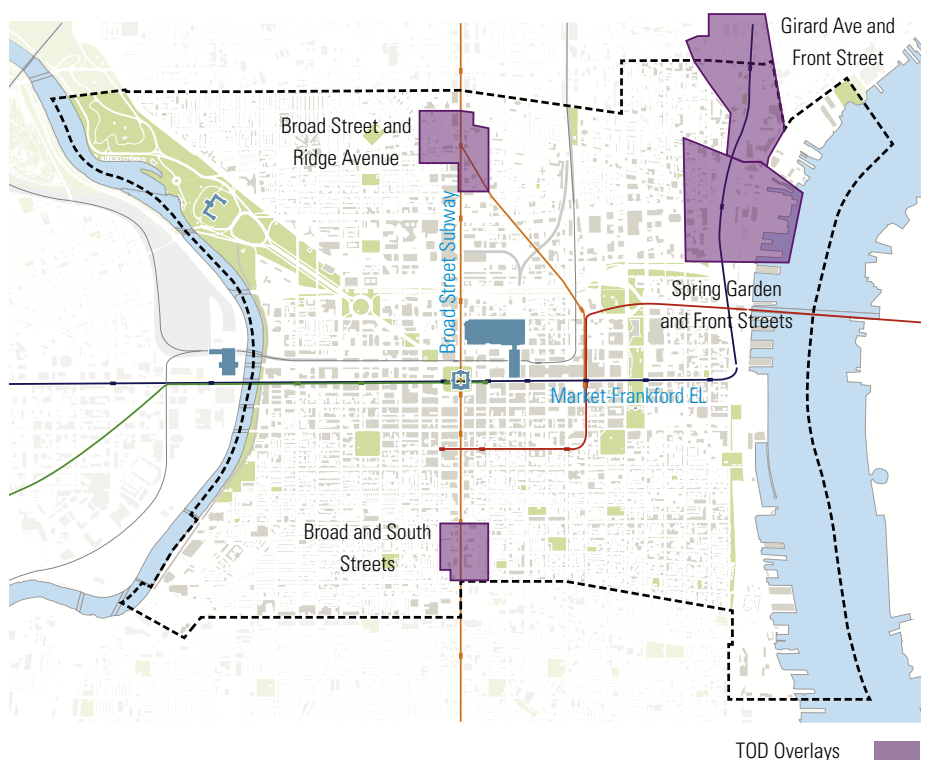 Girard Ave and
Front Street
Broad Street and
Ridge Avenue
Broad Street Subway
Spring Garden
and Front Streets
Market-Frankford EL
Broad and South
Streets
TOD Overlays